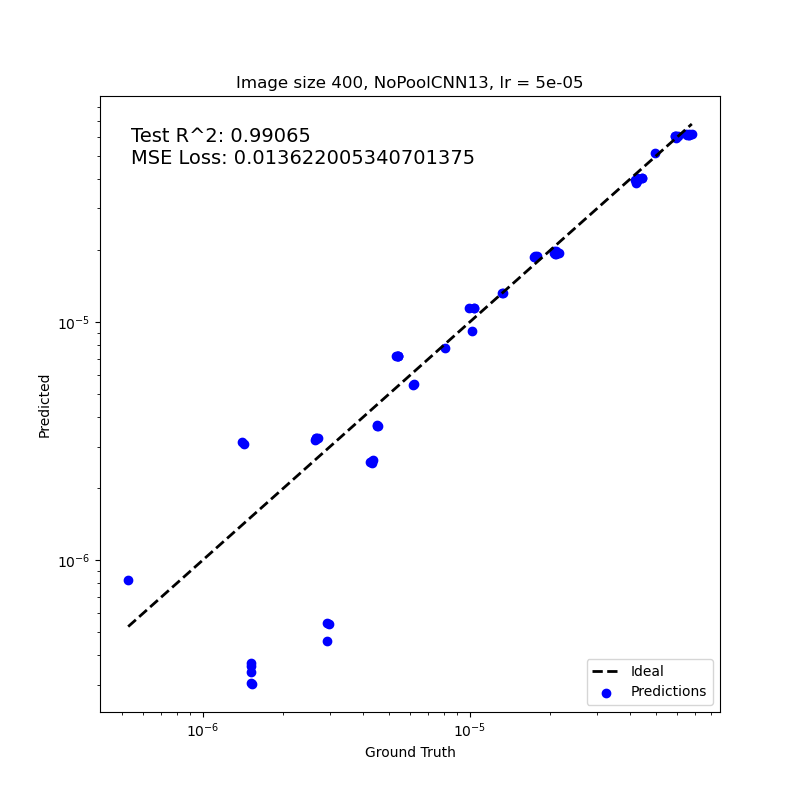 Image size 400, NoPoolCNN13, lr = 5e-05
Test R^2: 0.99065
MSE Loss: 0.013622005340701375
10⁻⁵
Predicted
10⁻⁶
Ideal
Predictions
10⁻⁶
10⁻⁵
Ground Truth